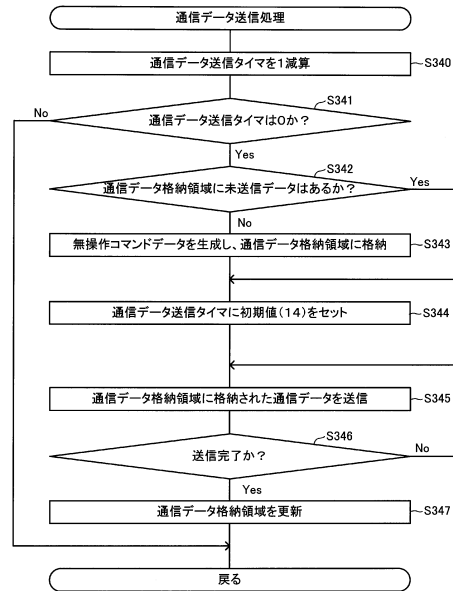 通信データ送信処理
通信データ送信タイマを1減算
S340
S341
No
通信データ送信タイマは0か?
Yes
S342
通信データ格納領域に未送信データはあるか?
Yes
No
無操作コマンドデータを生成し、通信データ格納領域に格納
S343
通信データ送信タイマに初期値(14)をセット
S344
通信データ格納領域に格納された通信データを送信
S345
S346
送信完了か?
No
Yes
通信データ格納領域を更新
S347
戻る